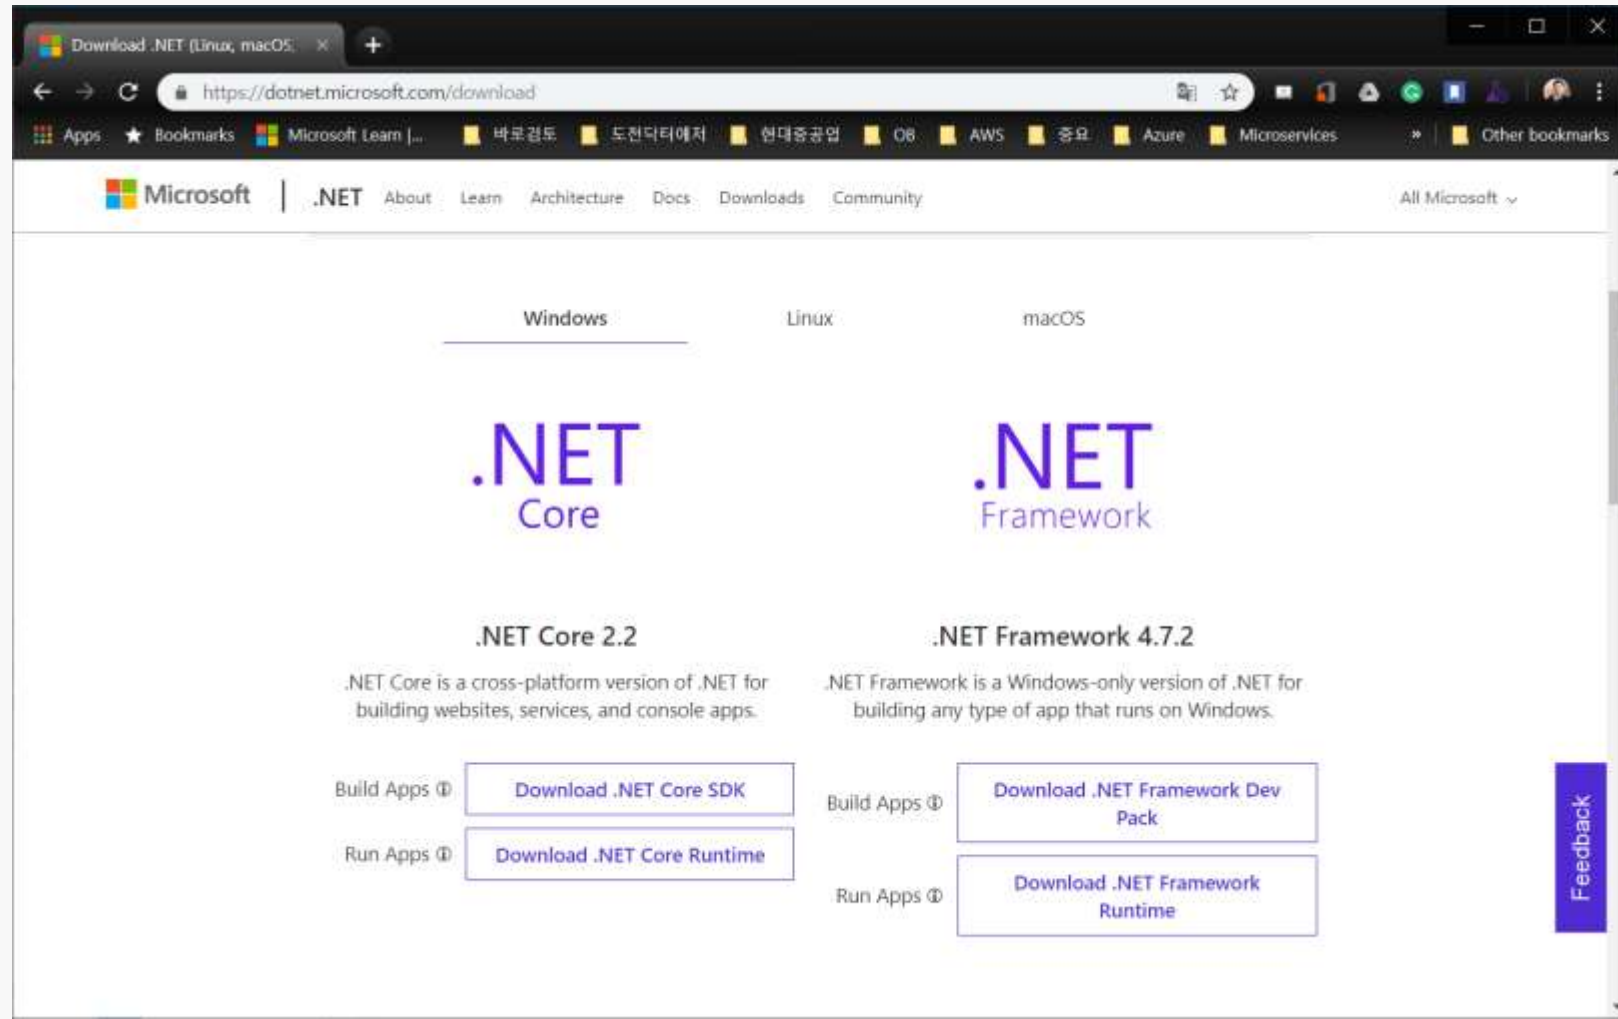 Download .NET (Linux, macOS,
https://dotnet.microsoft.com/download
Apps Bookmarks Microsoft Learn |... 바로검토 도전닥터에저 현대중공업 OB AWS 중요 Azure Microservices » Other bookmarks
Microsoft | .NET About Learn Architecture Docs Downloads Community All Microsoft
Windows Linux macOS
.NET
Core
.NET
Framework
.NET Core 2.2
.NET Core is a cross-platform version of .NET for
building websites, services, and console apps.
Build Apps Download .NET Core SDK
Run Apps Download .NET Core Runtime
.NET Framework 4.7.2
.NET Framework is a Windows-only version of .NET for
building any type of app that runs on Windows.
Build Apps Download .NET Framework Dev
Pack
Run Apps Download .NET Framework
Runtime
Feedback